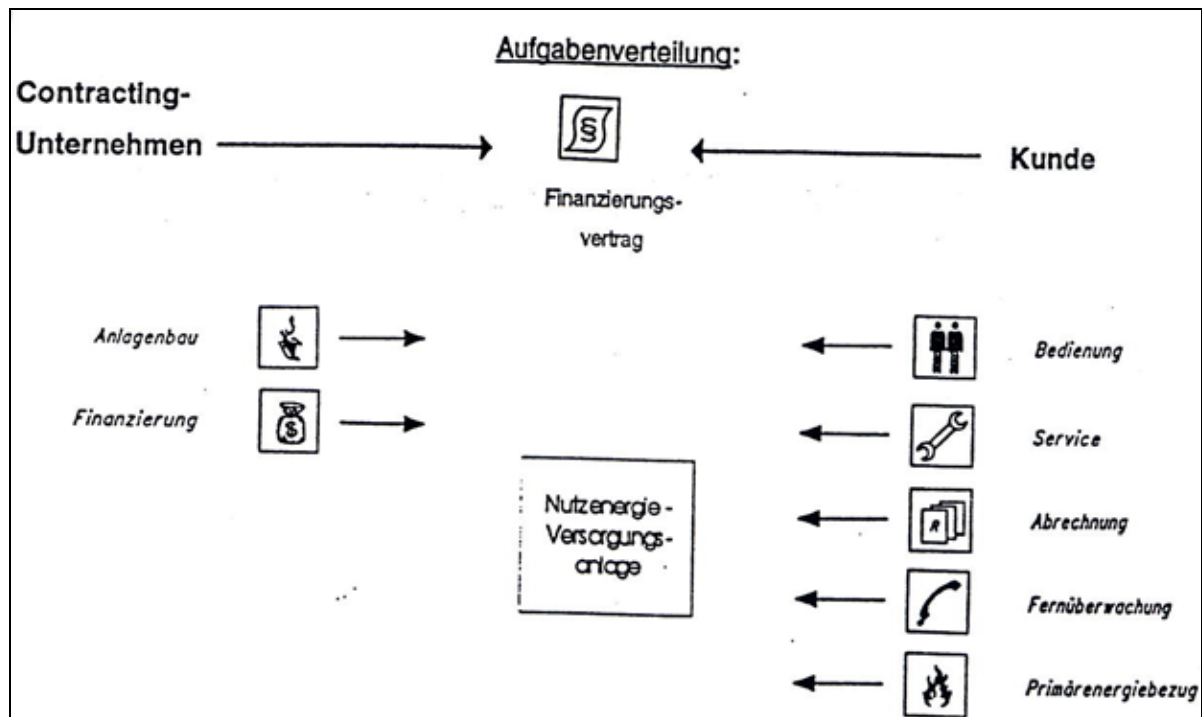 Aufgabenverteilung:
Contracting-
Unternehmen
§
Kunde
Finanzierungs-
vertrag
Anlagenbau
Bedienung
Finanzierung
$
Service
Nutzenergie-
Versorgungs-
anlage
R
Abrechnung
Fernüberwachung
Primärenergiebezug